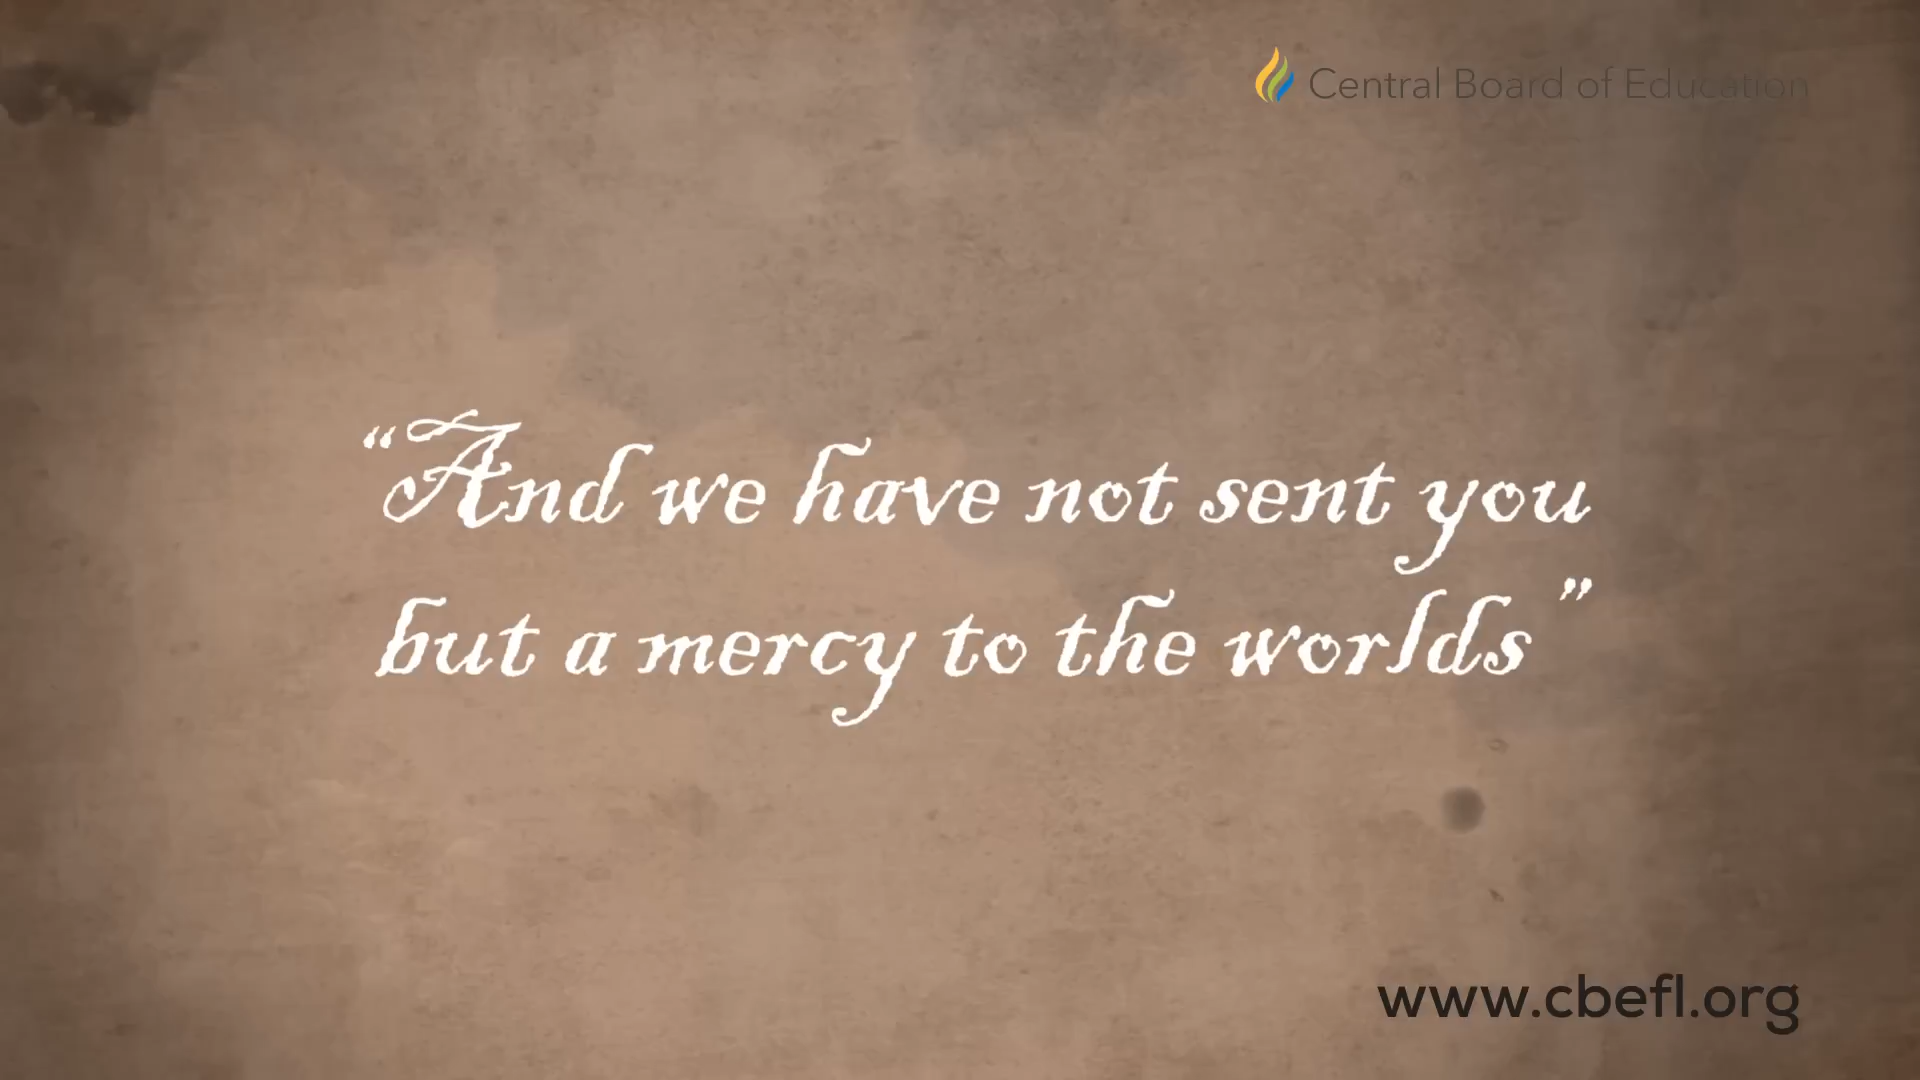 Central Board of Education
“And we have not sent you
but a mercy to the worlds”
www.cbefl.org